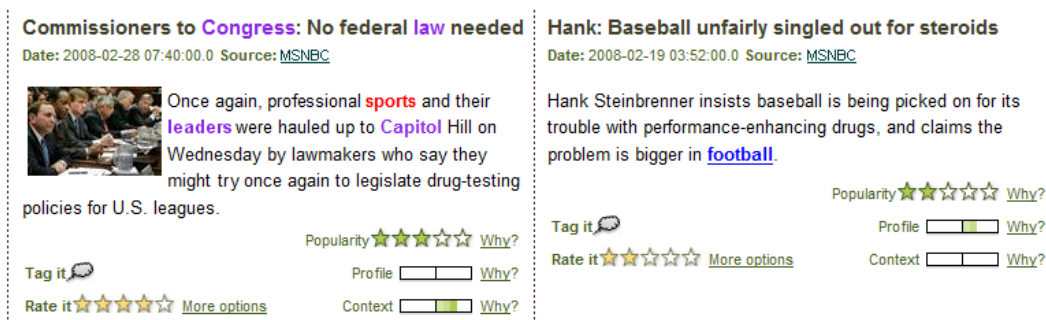 Commissioners to Congress: No federal law needed
Date: 2008-02-28 07:40:00.0 Source: MSNBC
Once again, professional sports and their
leaders were hauled up to Capitol Hill on
Wednesday by lawmakers who say they
might try once again to legislate drug-testing
policies for U.S. leagues.
Popularity Why?
Tag it
Profile Why?
Rate it More options
Context Why?
Hank: Baseball unfairly singled out for steroids
Date: 2008-02-19 03:52:00.0 Source: MSNBC
Hank Steinbrenner insists baseball is being picked on for its
trouble with performance-enhancing drugs, and claims the
problem is bigger in football.
Popularity Why?
Tag it
Profile Why?
Rate it More options
Context Why?